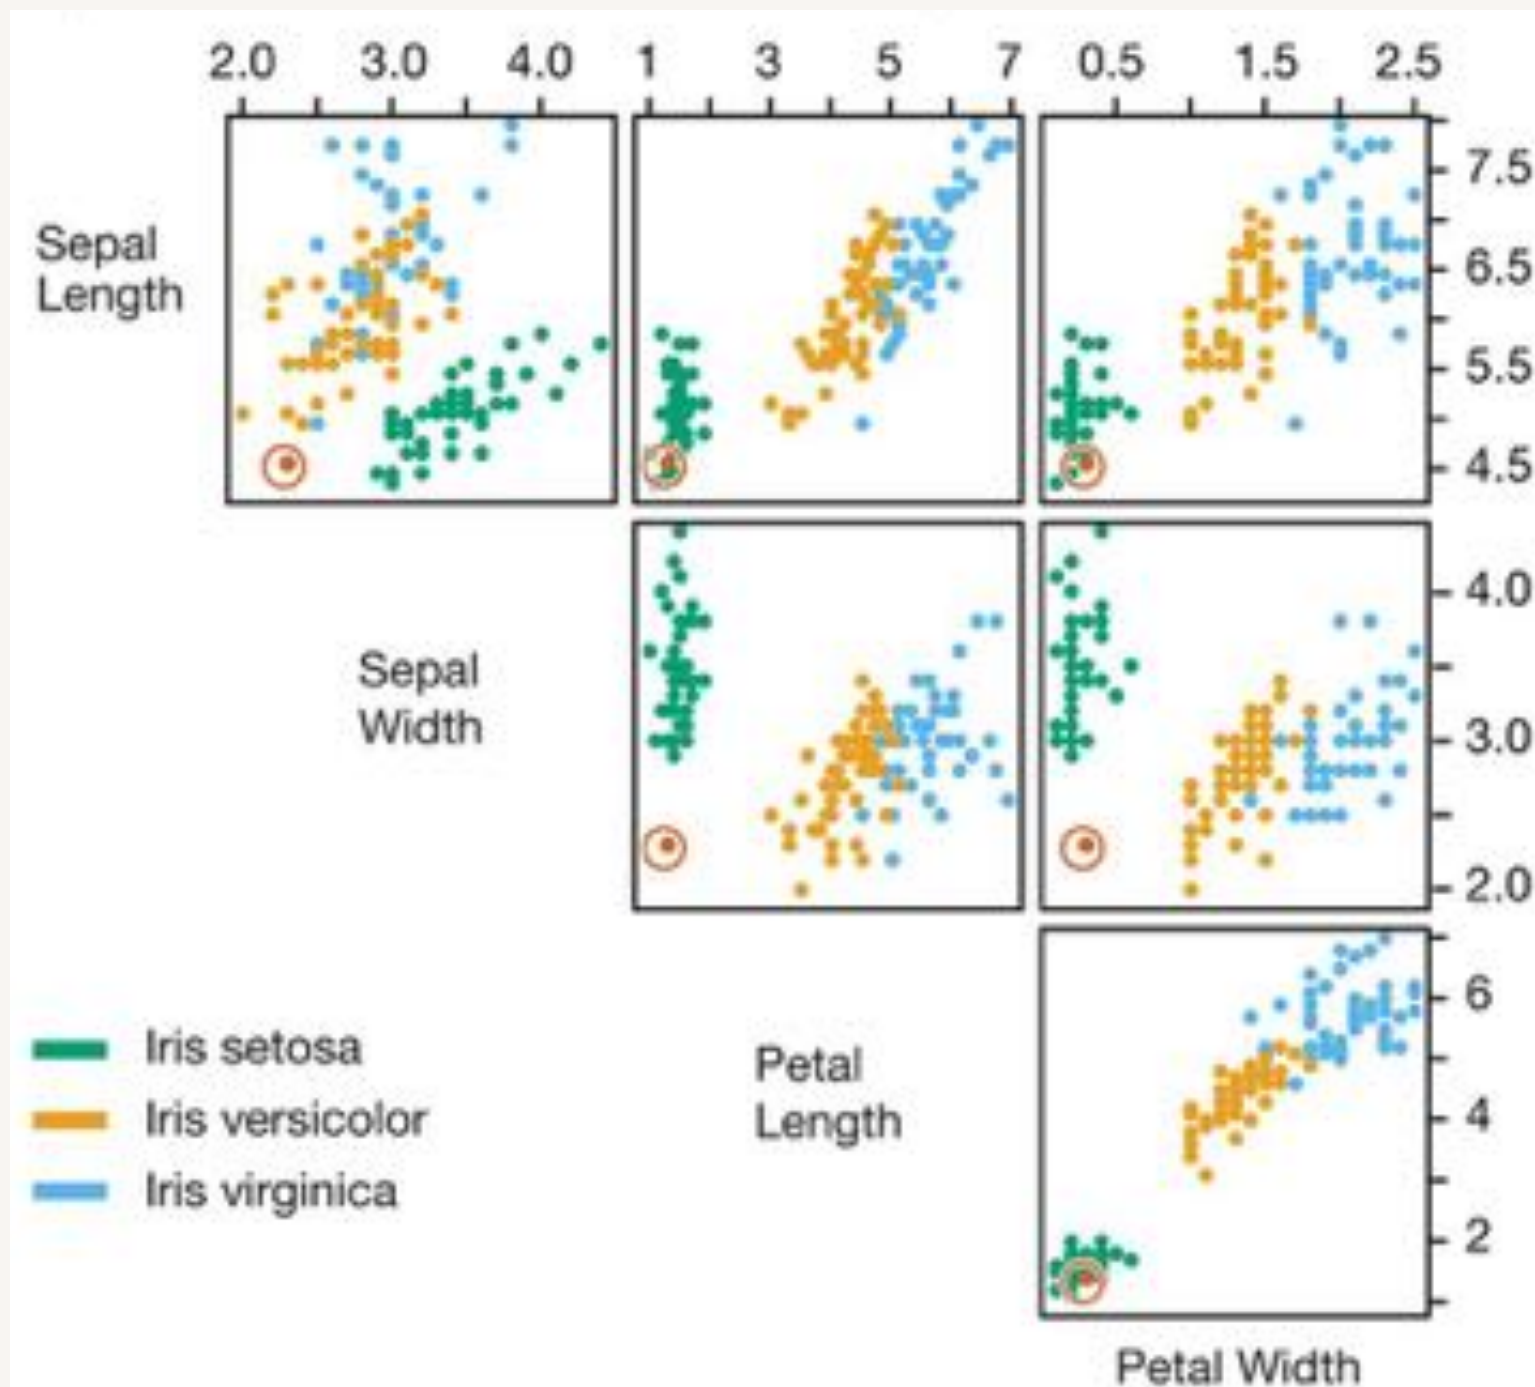 2.0 3.0 4.0 1 3 5 7 0.5 1.5 2.5
7.5
Sepal
Length
6.5
5.5
4.5
4.0
Sepal
Width
3.0
2.0
6
Iris setosa
Petal
Length
Iris versicolor
4
Iris virginica
2
Petal Width